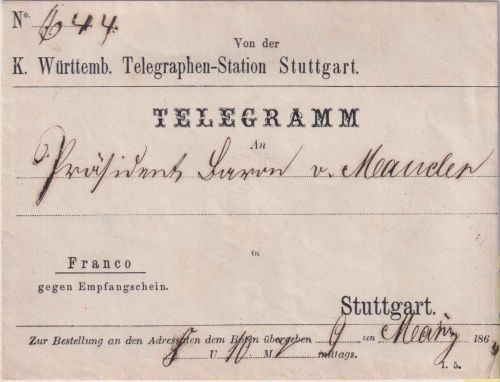 No. 644
Von der
K. Württemb. Telegraphen-Station Stuttgart.
TELEGRAMM
An
Präsident Baron v. Maucler
in
Franco
gegen Empfangschein.
Stuttgart.
Zur Bestellung an den Adressaten dem Boten übergeben 9 ten März 186
U. M. mittags.
I. 5.